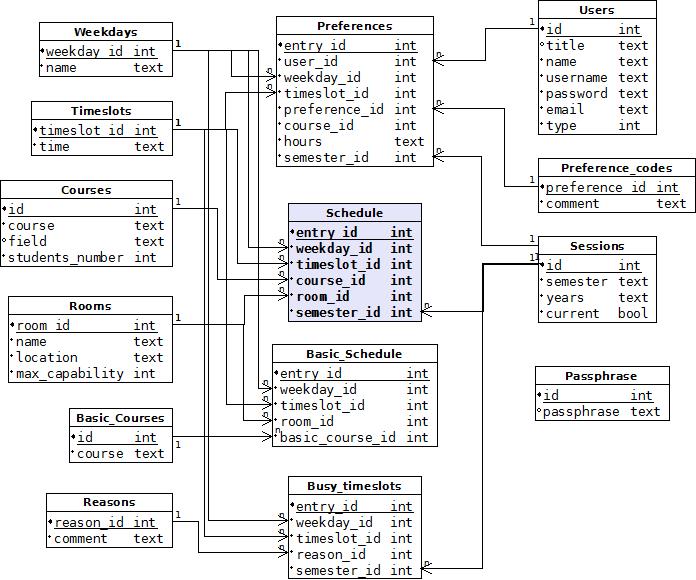 Weekdays
weekday_id int
name text
Timeslots
timeslot_id int
time text
Courses
id int
course text
field text
students_number int
Rooms
room_id int
name text
location text
max_capability int
Basic_Courses
id int
course text
Reasons
reason_id int
comment text
1
1
1
1
1
1
Preferences
entry_id int
user_id int
weekday_id int
timeslot_id int
preference_id int
course_id int
hours text
semester_id int
n
n
n
n
n
Schedule
entry_id int
weekday_id int
timeslot_id int
course_id int
room_id int
semester_id int
n
n
n
n
n
Basic_Schedule
entry_id int
weekday_id int
timeslot_id int
room_id int
basic_course_id int
n
n
n
n
Busy_timeslots
entry_id int
weekday_id int
timeslot_id int
reason_id int
semester_id int
n
n
n
n
Users
id int
title text
name text
username text
password text
email text
type int
1
Preference_codes
preference_id int
comment text
1
Sessions
id int
semester text
years text
current bool
1
1
1
Passphrase
id int
passphrase text